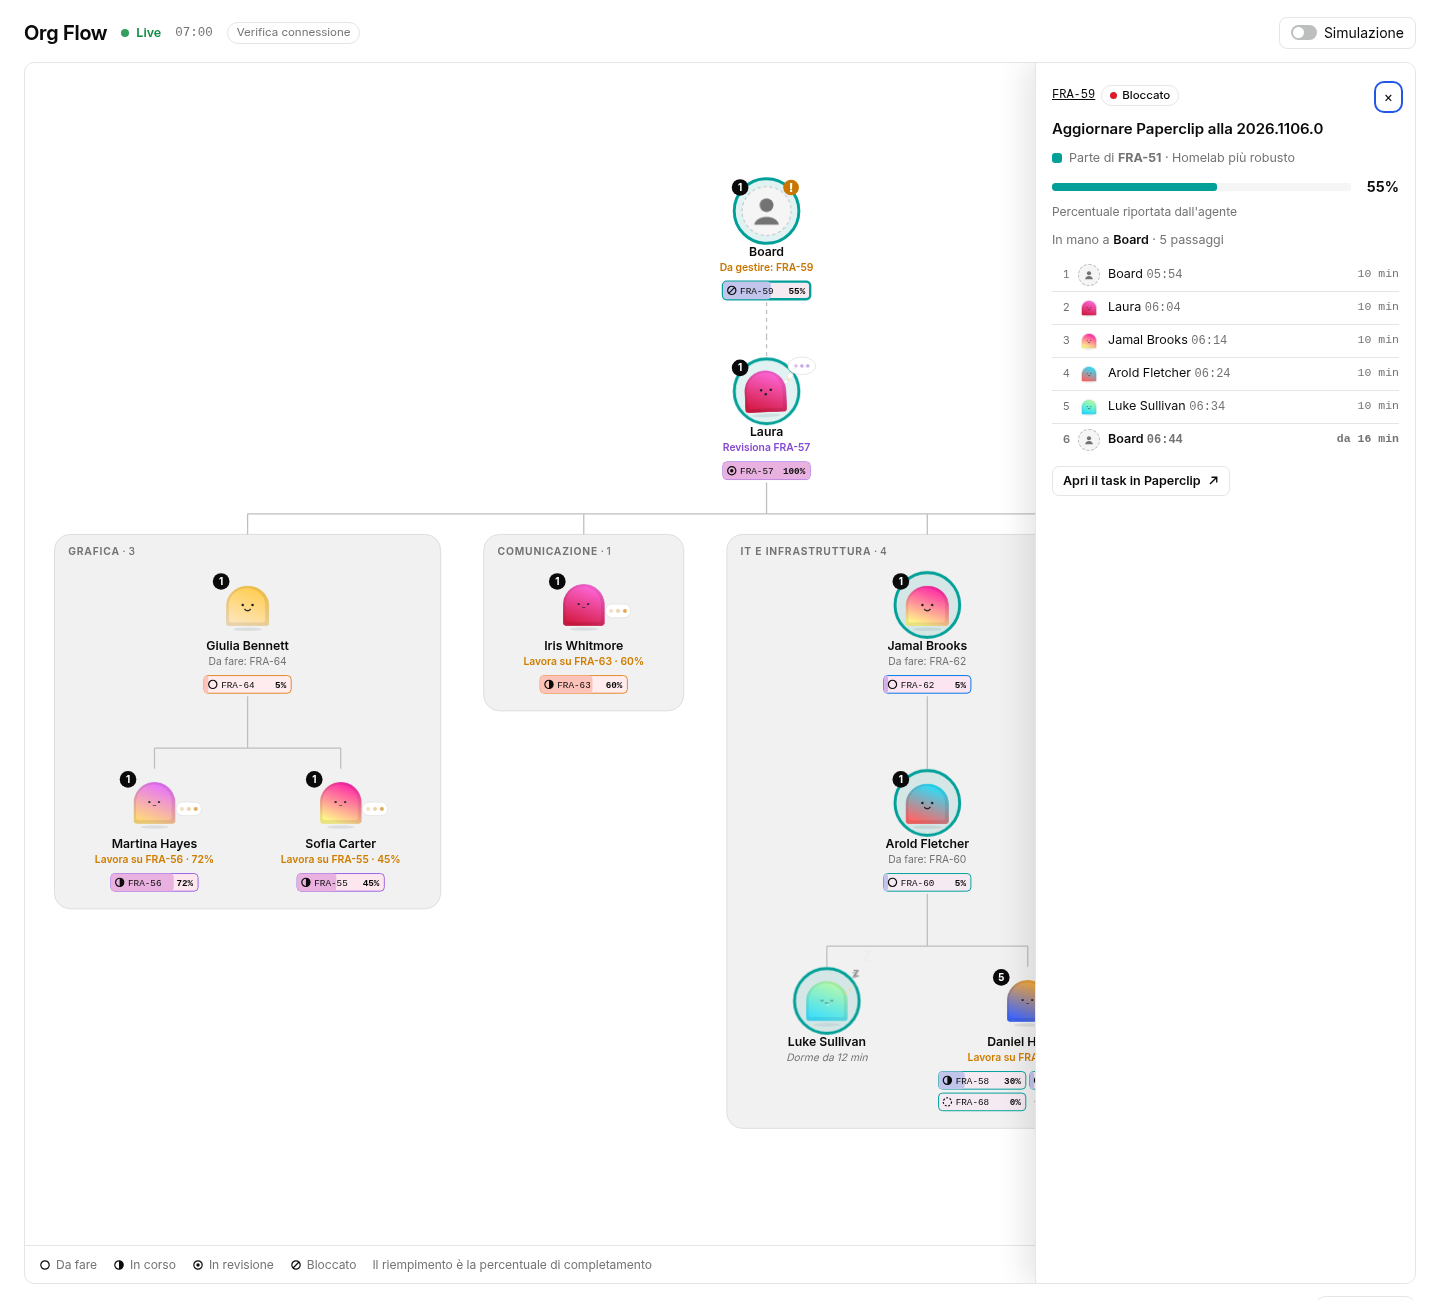 Org Flow
Live
07:00
Verifica connessione
Simulazione
1
!
Board
Da gestire: FRA-59
FRA-59 55%
1
Laura
Revisiona FRA-57
FRA-57 100%
GRAFICA · 3
1
Giulia Bennett
Da fare: FRA-64
FRA-64 5%
1
Martina Hayes
Lavora su FRA-56 · 72%
FRA-56 72%
1
Sofia Carter
Lavora su FRA-55 · 45%
FRA-55 45%
COMUNICAZIONE · 1
1
Iris Whitmore
Lavora su FRA-63 · 60%
FRA-63 60%
IT E INFRASTRUTTURA · 4
1
Jamal Brooks
Da fare: FRA-62
FRA-62 5%
1
Arold Fletcher
Da fare: FRA-60
FRA-60 5%
z
Luke Sullivan
Dorme da 12 min
5
Daniel H
Lavora su FRA
FRA-58 30%
FRA-68 0%
Da fare
In corso
In revisione
Bloccato
Il riempimento è la percentuale di completamento
FRA-59
Bloccato
×
Aggiornare Paperclip alla 2026.1106.0
Parte di FRA-51 · Homelab più robusto
55%
Percentuale riportata dall'agente
In mano a Board · 5 passaggi
1 Board 05:54 10 min
2 Laura 06:04 10 min
3 Jamal Brooks 06:14 10 min
4 Arold Fletcher 06:24 10 min
5 Luke Sullivan 06:34 10 min
6 Board 06:44 da 16 min
Apri il task in Paperclip